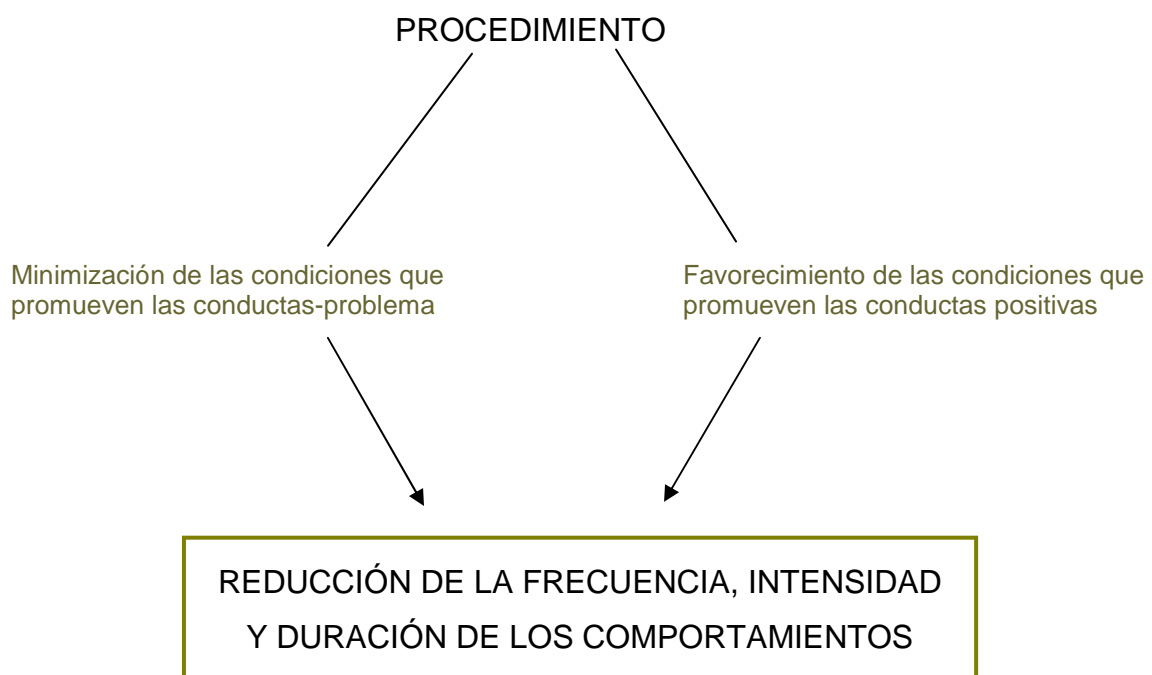 PROCEDIMIENTO
Minimización de las condiciones que
promueven las conductas-problema
Favorecimiento de las condiciones que
promueven las conductas positivas
REDUCCIÓN DE LA FRECUENCIA, INTENSIDAD
Y DURACIÓN DE LOS COMPORTAMIENTOS